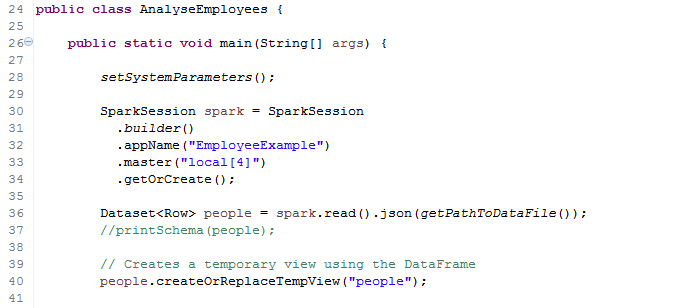 24 public class AnalyseEmployees {
25
26 public static void main(String[] args) {
27
28 setSystemParameters();
29
30 SparkSession spark = SparkSession
31 .builder()
32 .appName("EmployeeExample")
33 .master("local[4]")
34 .getOrCreate();
35
36 Dataset<Row> people = spark.read().json(getPathToDataFile());
37 //printSchema(people);
38
39 // Creates a temporary view using the DataFrame
40 people.createOrReplaceTempView("people");
41